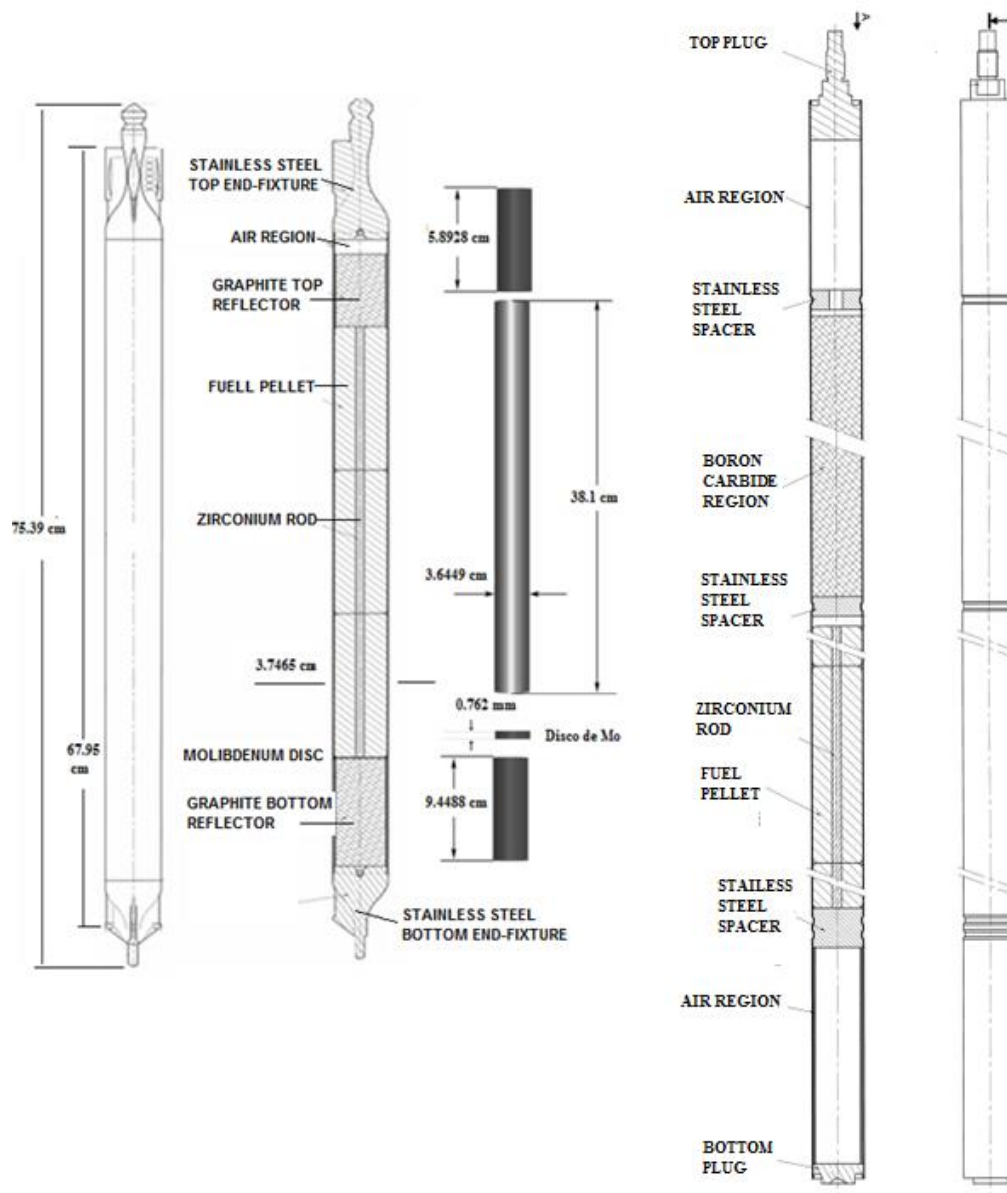 75.39 cm
67.95
cm
STAINLESS STEEL
TOP END-FIXTURE
AIR REGION
GRAPHITE TOP
REFLECTOR
FUELL PELLET
ZIRCONIUM ROD
3.7465 cm
MOLIBDENUM DISC
GRAPHITE BOTTOM
REFLECTOR
STAINLESS STEEL
BOTTOM END-FIXTURE
5.8928 cm
38.1 cm
3.6449 cm
0.762 mm
Disco de Mo
9.4488 cm
A
TOP PLUG
AIR REGION
STAINLESS
STEEL
SPACER
BORON
CARBIDE
REGION
STAINLESS
STEEL
SPACER
ZIRCONIUM
ROD
FUEL
PELLET
STAILESS
STEEL
SPACER
AIR REGION
BOTTOM
PLUG